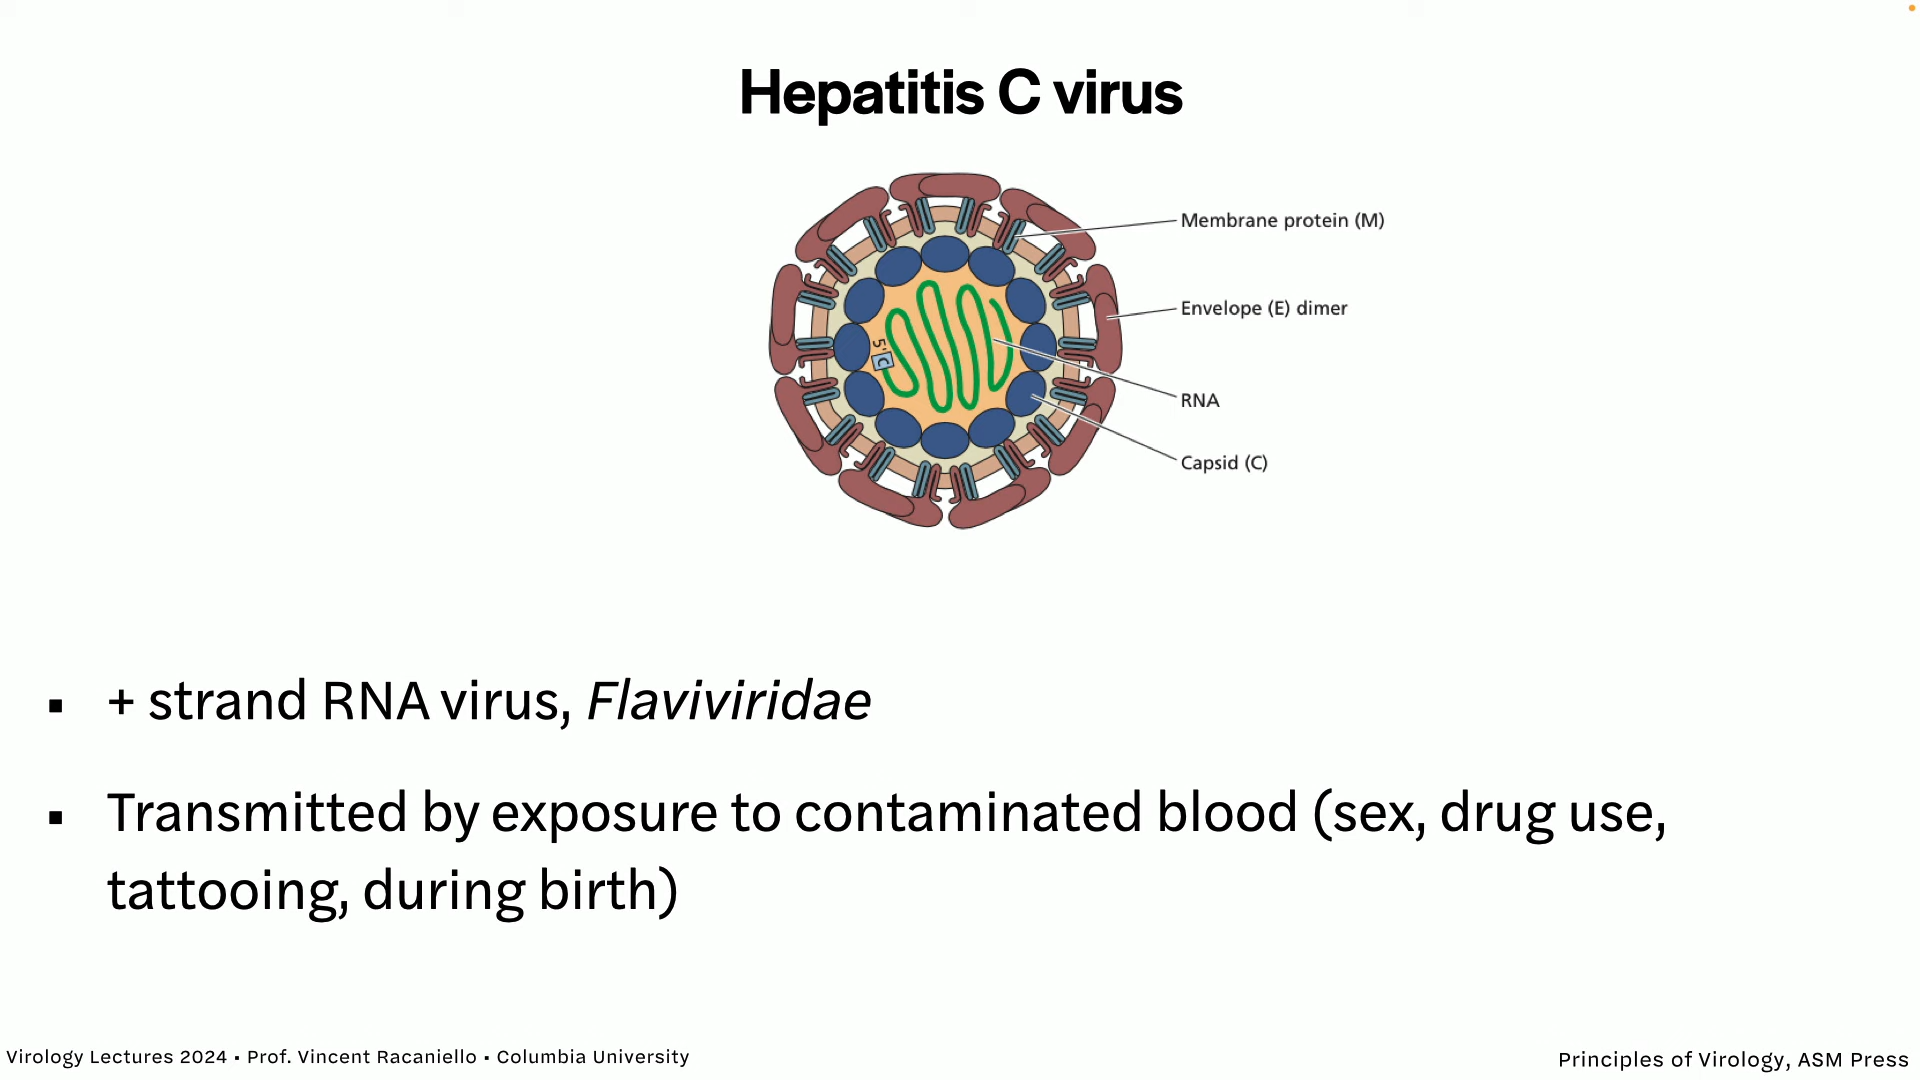 Hepatitis C virus
Membrane protein (M)
Envelope (E) dimer
5'
C
RNA
Capsid (C)
▪ + strand RNA virus, Flaviviridae
▪ Transmitted by exposure to contaminated blood (sex, drug use,
tattooing, during birth)
Virology Lectures 2024 • Prof. Vincent Racaniello • Columbia University
Principles of Virology, ASM Press